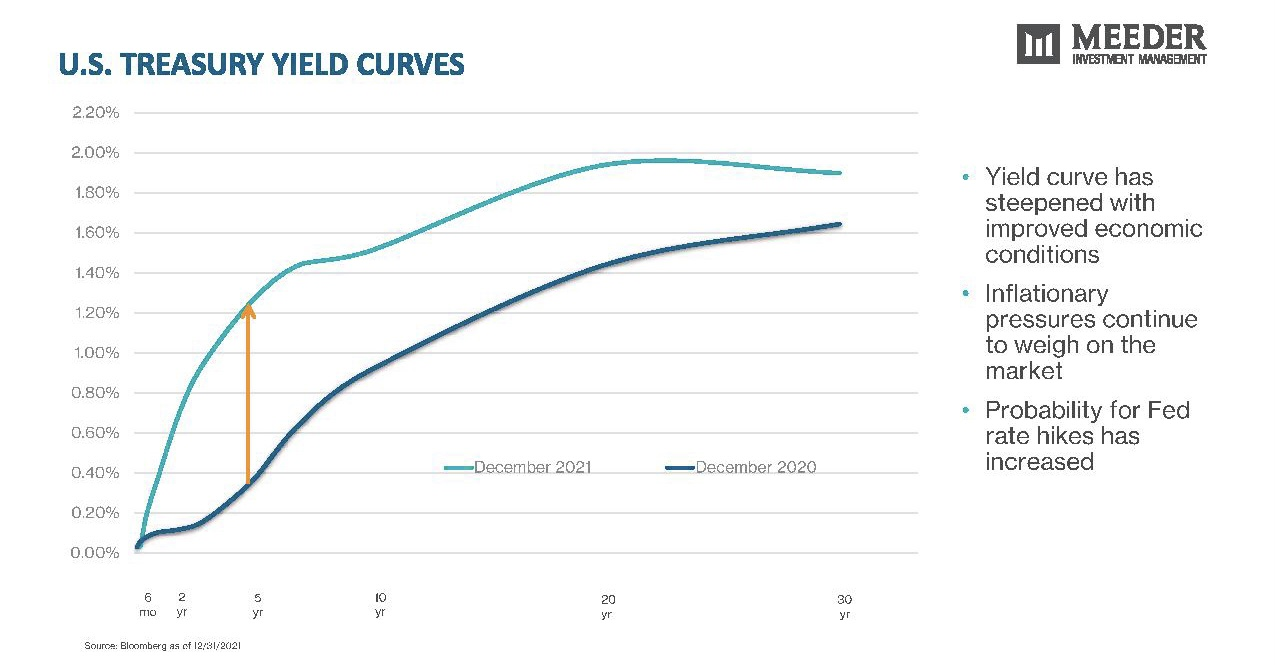 MEEDER
INVESTMENT MANAGEMENT
U.S. TREASURY YIELD CURVES
2.20%
2.00%
1.80%
1.60%
1.40%
1.20%
1.00%
0.80%
0.60%
0.40%
0.20%
0.00%
December 2021
December 2020
6 mo
2 yr
5 yr
10 yr
20 yr
30 yr
• Yield curve has
steepened with
improved economic
conditions
• Inflationary
pressures continue
to weigh on the
market
• Probability for Fed
rate hikes has
increased
Source: Bloomberg as of 12/31/2021